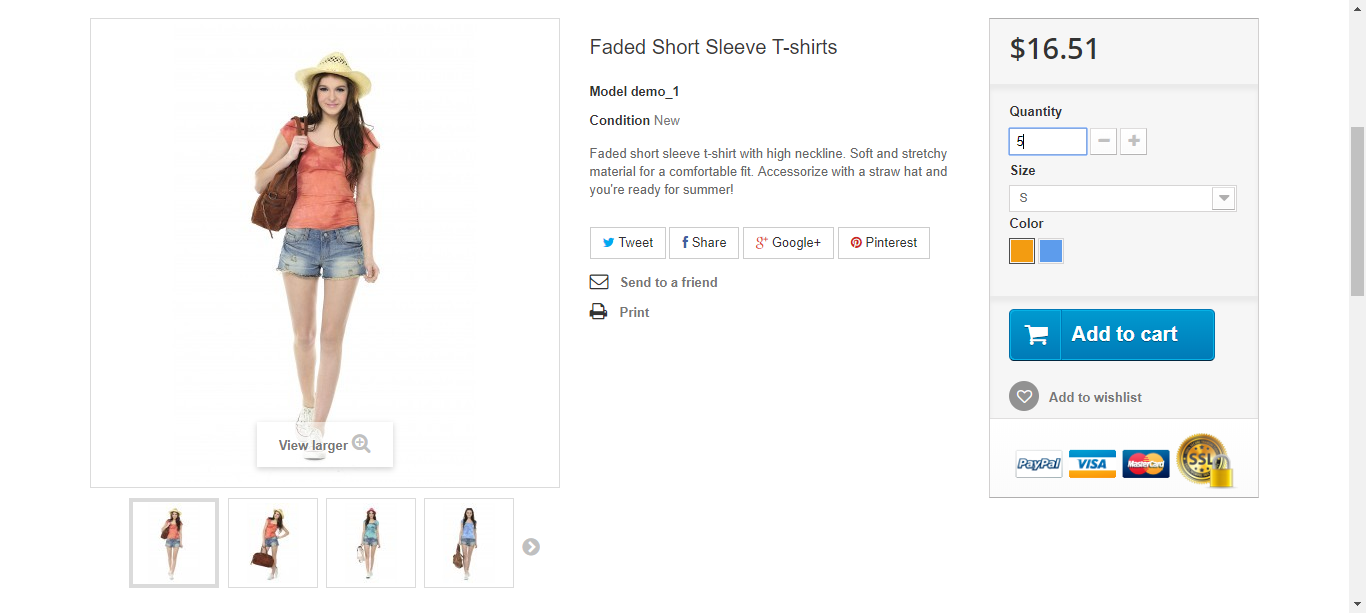 Faded Short Sleeve T-shirts
Model demo_1
Condition New
Faded short sleeve t-shirt with high neckline. Soft and stretchy
material for a comfortable fit. Accessorize with a straw hat and
you're ready for summer!
Tweet
Share
Google+
Pinterest
Send to a friend
Print
View larger
$16.51
Quantity
5
Size
S
Color
Add to cart
Add to wishlist
PayPal
VISA
MasterCard
SSL